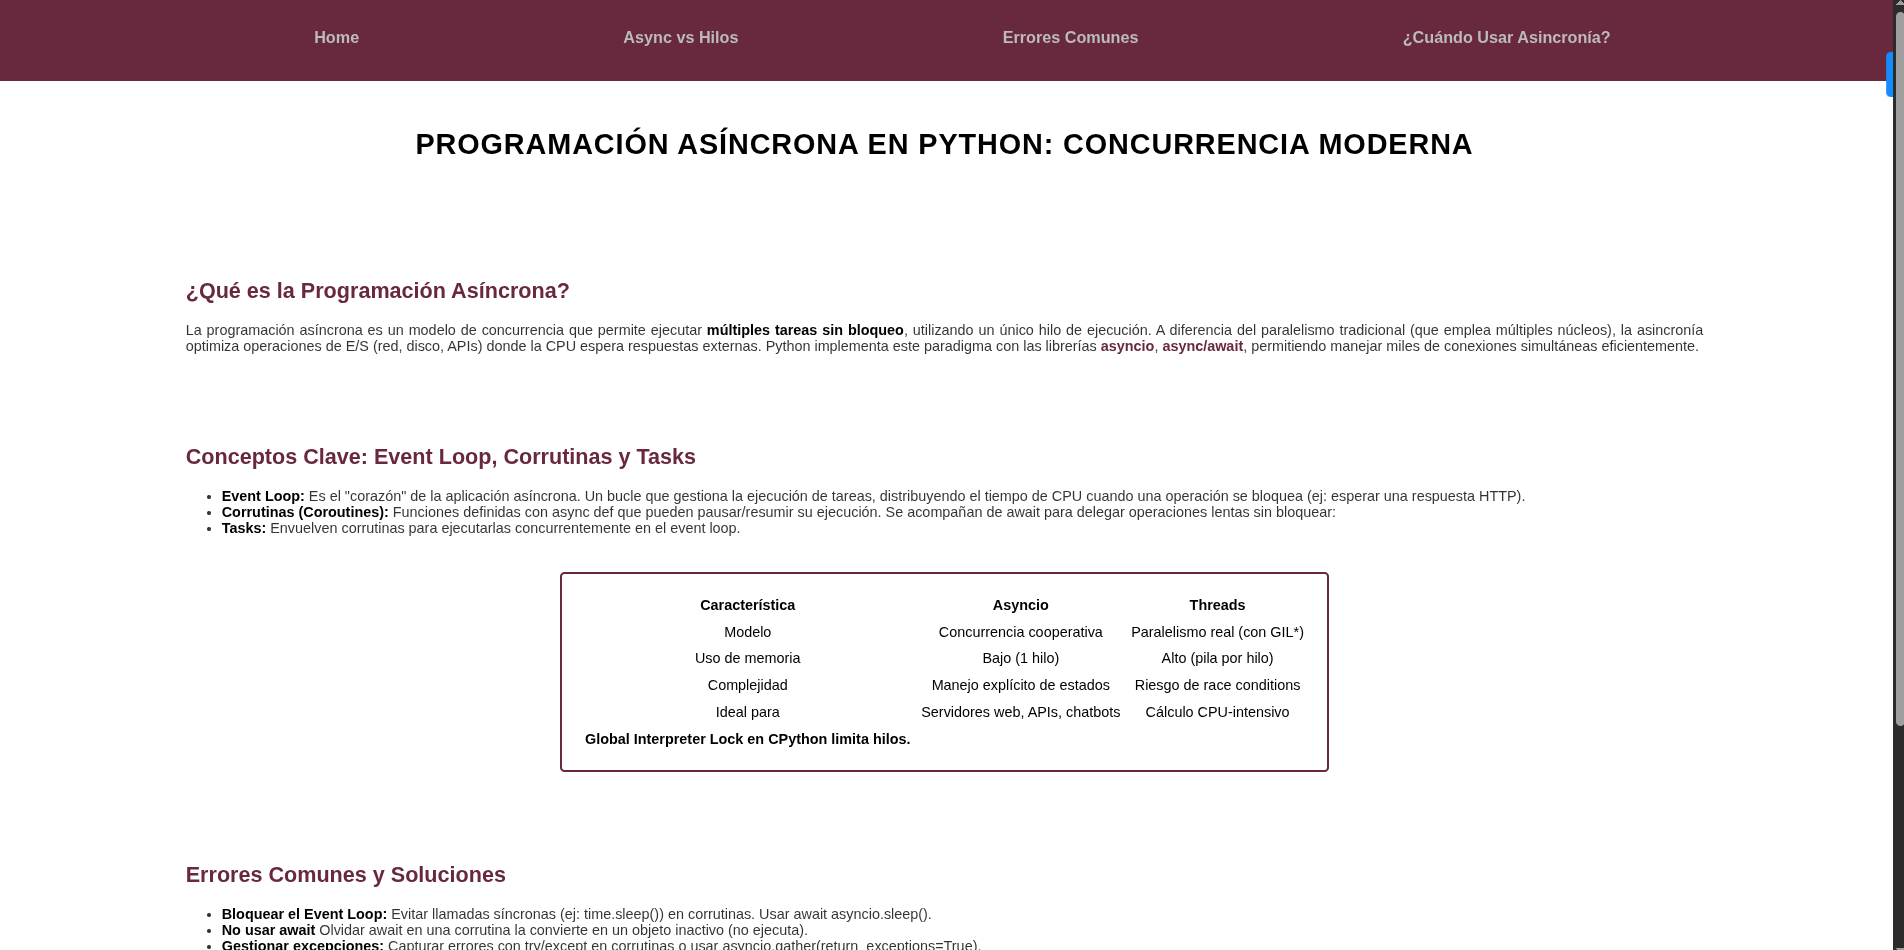 Home
Async vs Hilos
Errores Comunes
¿Cuándo Usar Asincronía?
PROGRAMACIÓN ASÍNCRONA EN PYTHON: CONCURRENCIA MODERNA
¿Qué es la Programación Asíncrona?
La programación asíncrona es un modelo de concurrencia que permite ejecutar múltiples tareas sin bloqueo, utilizando un único hilo de ejecución. A diferencia del paralelismo tradicional (que emplea múltiples núcleos), la asincronía
optimiza operaciones de E/S (red, disco, APIs) donde la CPU espera respuestas externas. Python implementa este paradigma con las librerías asyncio, async/await, permitiendo manejar miles de conexiones simultáneas eficientemente.
Conceptos Clave: Event Loop, Corrutinas y Tasks
• Event Loop: Es el "corazón" de la aplicación asíncrona. Un bucle que gestiona la ejecución de tareas, distribuyendo el tiempo de CPU cuando una operación se bloquea (ej: esperar una respuesta HTTP).
• Corrutinas (Coroutines): Funciones definidas con async def que pueden pausar/resumir su ejecución. Se acompañan de await para delegar operaciones lentas sin bloquear:
• Tasks: Envuelven corrutinas para ejecutarlas concurrentemente en el event loop.
Característica Asyncio Threads
Modelo Concurrencia cooperativa Paralelismo real (con GIL*)
Uso de memoria Bajo (1 hilo) Alto (pila por hilo)
Complejidad Manejo explícito de estados Riesgo de race conditions
Ideal para Servidores web, APIs, chatbots Cálculo CPU-intensivo
Global Interpreter Lock en CPython limita hilos.
Errores Comunes y Soluciones
• Bloquear el Event Loop: Evitar llamadas síncronas (ej: time.sleep()) en corrutinas. Usar await asyncio.sleep().
• No usar await Olvidar await en una corrutina la convierte en un objeto inactivo (no ejecuta).
• Gestionar excepciones: Capturar errores con try/except en corrutinas o usar asyncio.gather(return_exceptions=True).